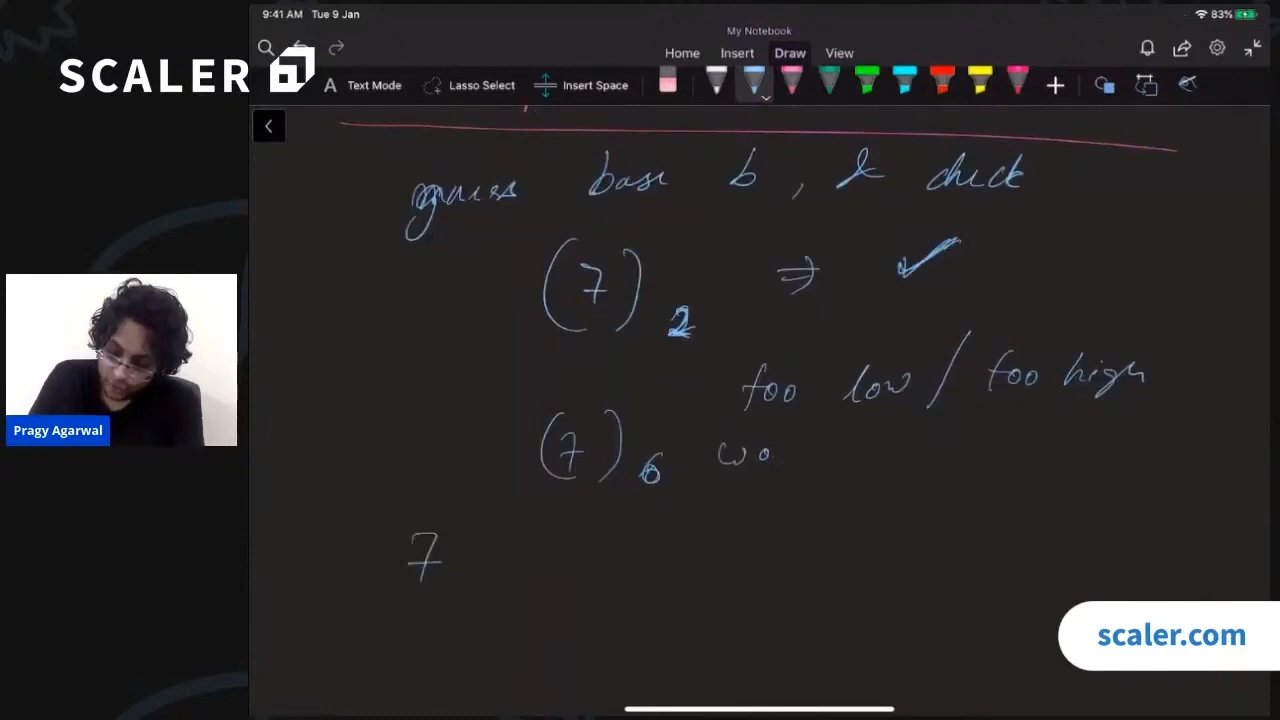 9:41 AM Tue 9 Jan
83%
My Notebook
SCALER
Home Insert Draw View
A Text Mode Lasso Select Insert Space
guess base b, & check
(7)2 ⇒ ✓
too low / too high
(7)6 wo
7
Pragy Agarwal
scaler.com